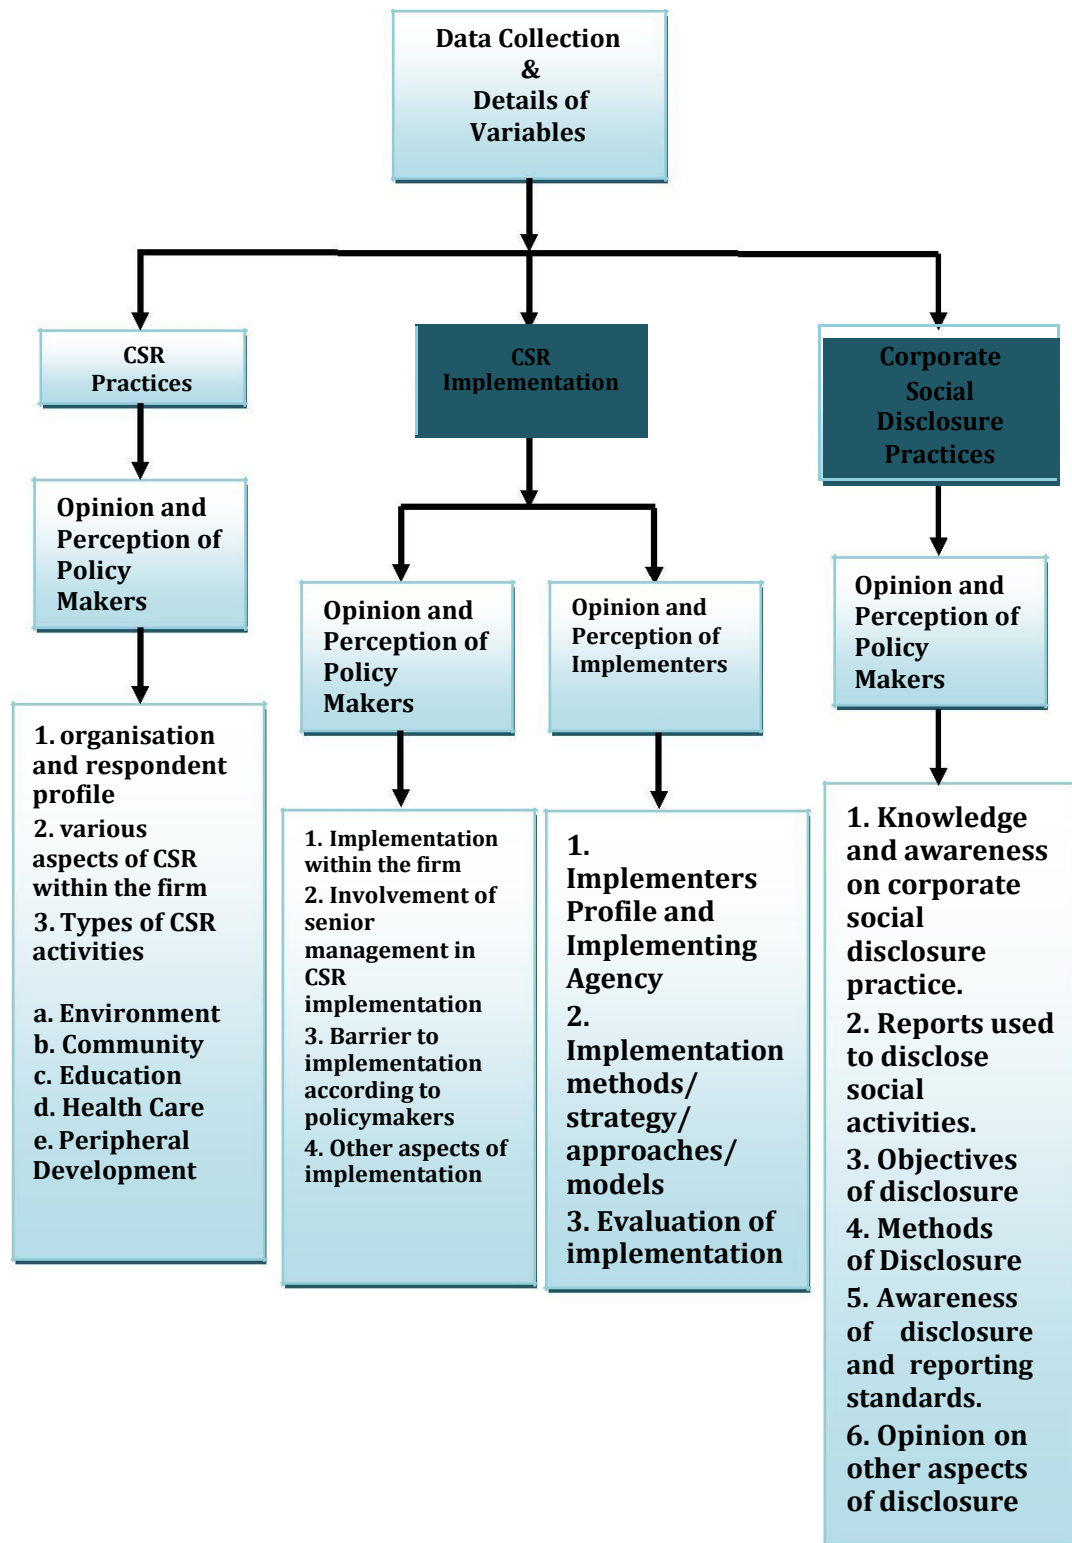 Data Collection
&
Details of
Variables
CSR
Practices
CSR
Implementation
Corporate
Social
Disclosure
Practices
Opinion and
Perception of
Policy
Makers
Opinion and
Perception of
Policy
Makers
Opinion and
Perception of
Implementers
Opinion and
Perception of
Policy
Makers
1. organisation
and respondent
profile
2. various
aspects of CSR
within the firm
3. Types of CSR
activities
a. Environment
b. Community
c. Education
d. Health Care
e. Peripheral
Development
1. Implementation
within the firm
2. Involvement of
senior
management in
CSR
implementation
3. Barrier to
implementation
according to
policymakers
4. Other aspects of
implementation
1.
Implementers
Profile and
Implementing
Agency
2.
Implementation
methods/
strategy/
approaches/
models
3. Evaluation of
implementation
1. Knowledge
and awareness
on corporate
social
disclosure
practice.
2. Reports used
to disclose
social
activities.
3. Objectives
of disclosure
4. Methods
of Disclosure
5. Awareness
of disclosure
and reporting
standards.
6. Opinion on
other aspects
of disclosure